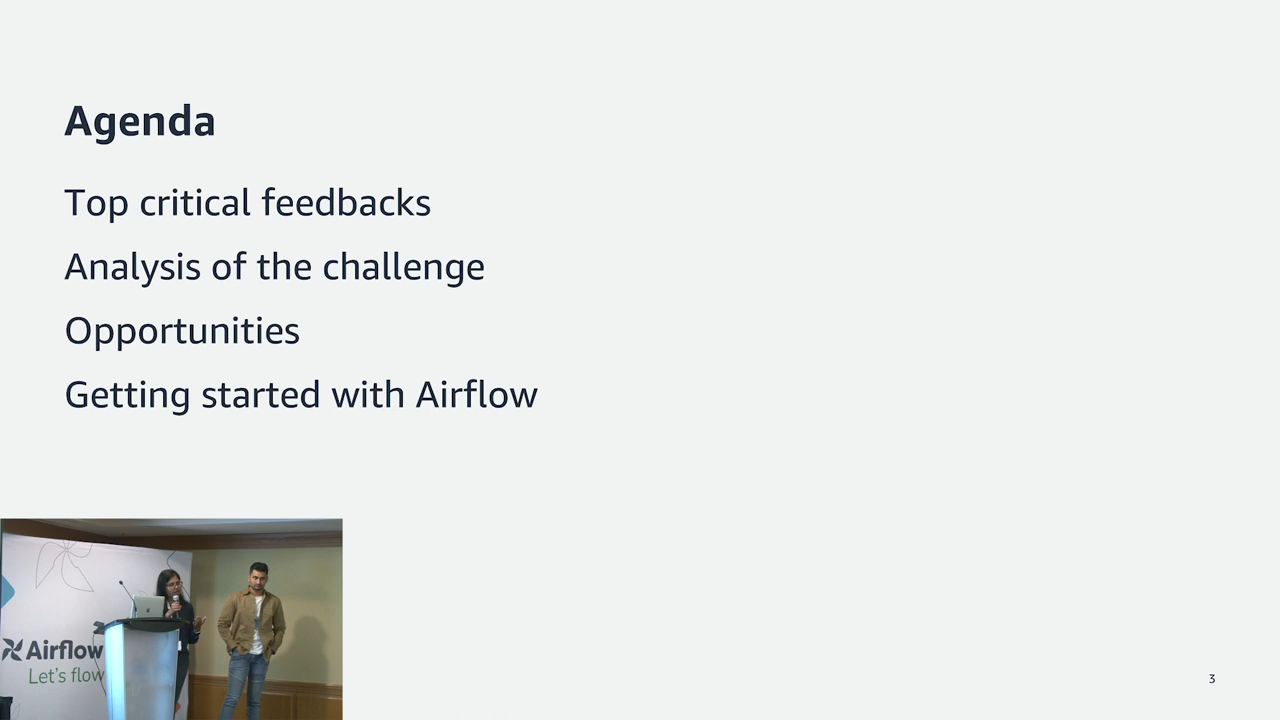 Agenda
Top critical feedbacks
Analysis of the challenge
Opportunities
Getting started with Airflow
Airflow
Let's flow
3